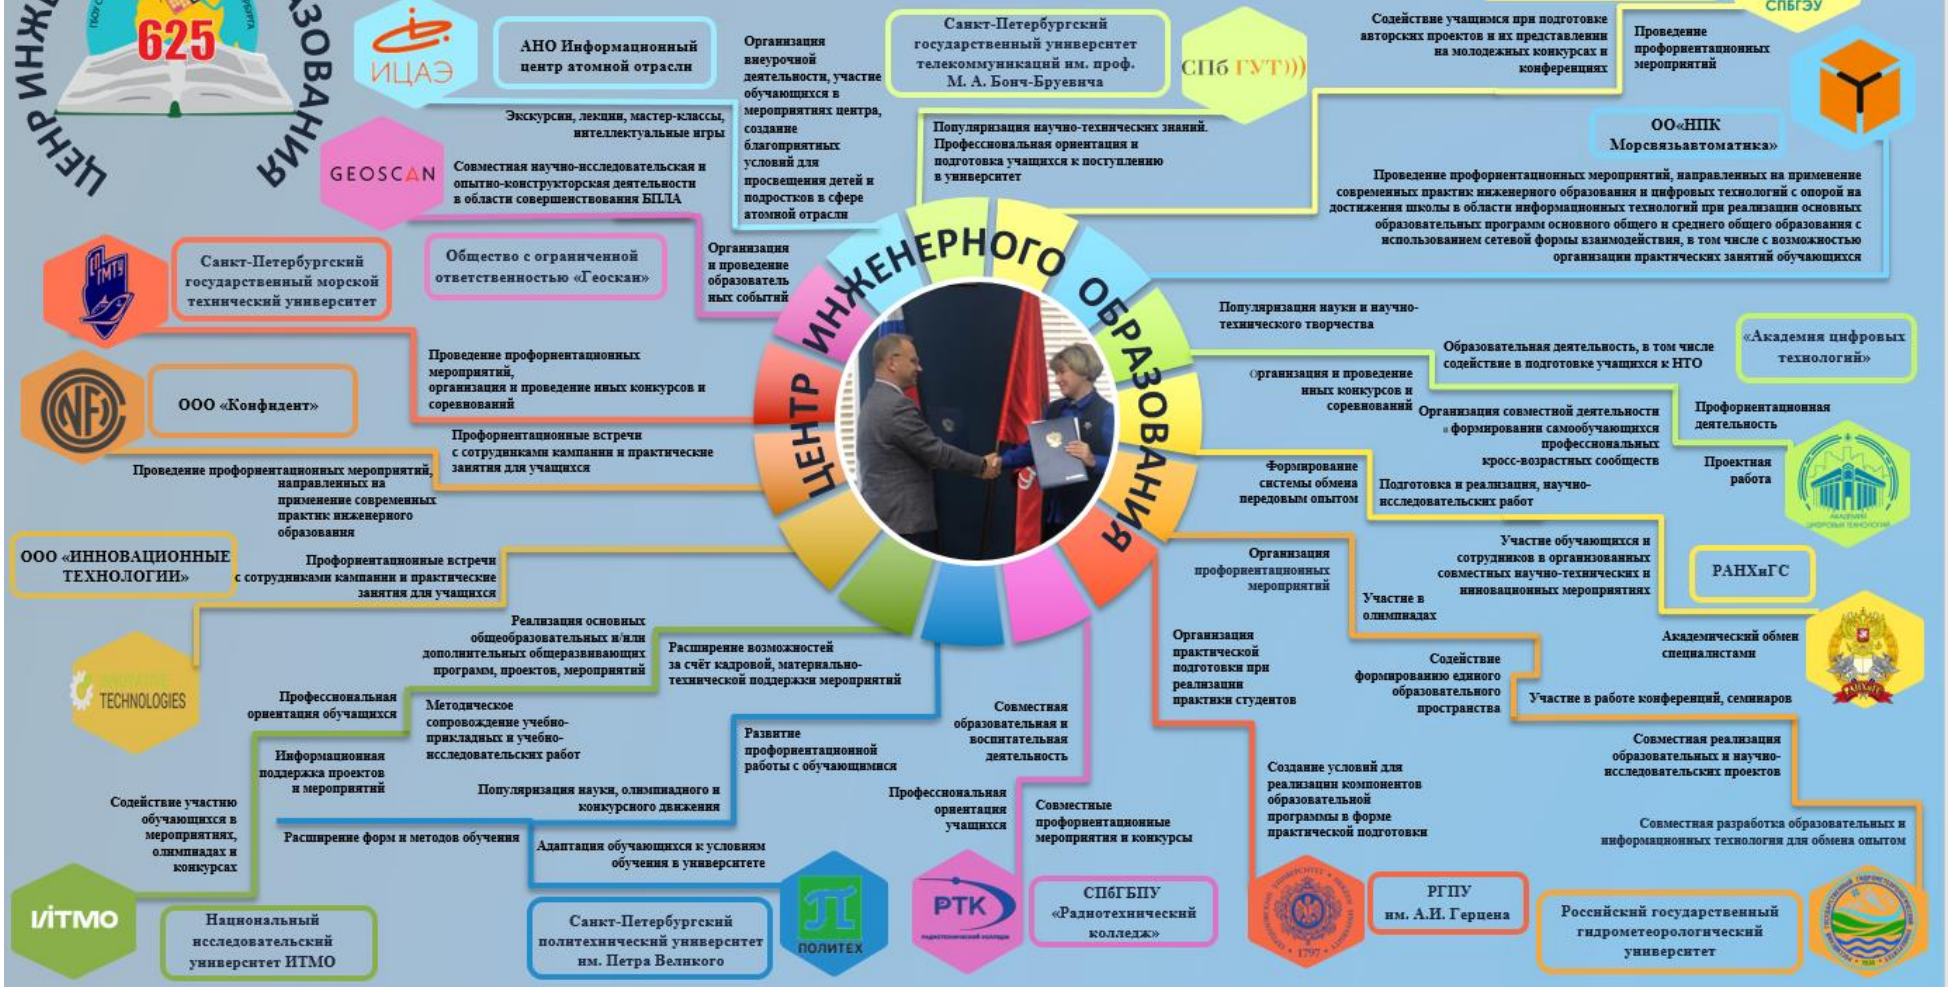 ЦЕНР ИНЖЕ
ЗОВАНИЯ
625
ИЦАЭ
АНО Информационный
центр атомной отрасли
Экскурсии, лекции, мастер-классы,
интеллектуальные игры
Организация
внеурочной
деятельности, участие
обучающихся в
мероприятиях центра,
создание
благоприятных
условий для
просвещения детей и
подростков в сфере
атомной отрасли
Санкт-Петербургский
государственный университет
телекоммуникаций им. проф.
М. А. Бонч-Бруевича
СПб ГУТ)))
Популяризация научно-технических знаний.
Профессиональная ориентация и
подготовка учащихся к поступлению
в университет
СПБГЭУ
Содействие учащимся при подготовке
авторских проектов и их представлении
на молодежных конкурсах и
конференциях
Проведение
профориентационных
мероприятий
ОО«НПК
Морсвязьавтоматика»
Проведение профориентационных мероприятий, направленных на применение
современных практик инженерного образования и цифровых технологий с опорой на
достижения школы в области информационных технологий при реализации основных
образовательных программ основного общего и среднего общего образования с
использованием сетевой формы взаимодействия, в том числе с возможностью
организации практических занятий обучающихся
GEOSCAN
Совместная научно-исследовательская и
опытно-конструкторская деятельности
в области совершенствования БПЛА
Общество с ограниченной
ответственностью «Геоскан»
Организация
и проведение
образователь
ных событий
СПбГМТУ
Санкт-Петербургский
государственный морской
технический университет
Проведение профориентационных
мероприятий,
организация и проведение иных конкурсов и
соревнований
ООО «Конфидент»
Профориентационные встречи
с сотрудниками кампании и практические
занятия для учащихся
Проведение профориентационных мероприятий,
направленных на
применение современных
практик инженерного
образования
ООО «ИННОВАЦИОННЫЕ
ТЕХНОЛОГИИ»
Профориентационные встречи
с сотрудниками кампании и практические
занятия для учащихся
TECHNOLOGIES
ЦЕНТР ИНЖЕНЕРНОГО ОБРАЗОВАНИЯ
Популяризация науки и научно-
технического творчества
Образовательная деятельность, в том числе
содействие в подготовке учащихся к НТО
«Академия цифровых
технологий»
организация и проведение
иных конкурсов и
соревнований
Организация совместной деятельности
в формировании самообучающихся
профессиональных
кросс-возрастных сообществ
Профориентационная
деятельность
Проектная
работа
АКАДЕМИЯ
ЦИФРОВЫХ ТЕХНОЛОГИЙ
Формирование
системы обмена
передовым опытом
Подготовка и реализация, научно-
исследовательских работ
Участие обучающихся и
сотрудников в организованных
совместных научно-технических и
инновационных мероприятиях
РАНХиГС
Академический обмен
специалистами
РАНХиГС
Организация
профориентационных
мероприятий
Участие в
олимпиадах
Содействие
формированию единого
образовательного
пространства
Участие в работе конференций, семинаров
Совместная реализация
образовательных и научно-
исследовательских проектов
Совместная разработка образовательных и
информационных технология для обмена опытом
Российский государственный
гидрометеорологический
университет
Организация
практической
подготовки при
реализации
практики студентов
Создание условий для
реализации компонентов
образовательной
программы в форме
практической подготовки
1797
РГПУ
им. А.И. Герцена
Совместная
образовательная и
воспитательная
деятельность
Профессиональная
ориентация
учащихся
Совместные
профориентационные
мероприятия и конкурсы
РТК
РАДИОТЕХНИЧЕСКИЙ КОЛЛЕДЖ
СПбГБПУ
«Радиотехнический
колледж»
Развитие
профориентационной
работы с обучающимися
Популяризация науки, олимпиадного и
конкурсного движения
Расширение форм и методов обучения
Адаптация обучающихся к условиям
обучения в университете
ПОЛИТЕХ
Санкт-Петербургский
политехнический университет
им. Петра Великого
Реализация основных
общеобразовательных и/или
дополнительных общеразвивающих
программ, проектов, мероприятий
Расширение возможностей
за счёт кадровой, материально-
технической поддержки мероприятий
Профессиональная
ориентация обучающихся
Методическое
сопровождение учебно-
прикладных и учебно-
исследовательских работ
Информационная
поддержка проектов
и мероприятий
Содействие участию
обучающихся в
мероприятиях,
олимпиадах и
конкурсах
ИТМО
Национальный
исследовательский
университет ИТМО